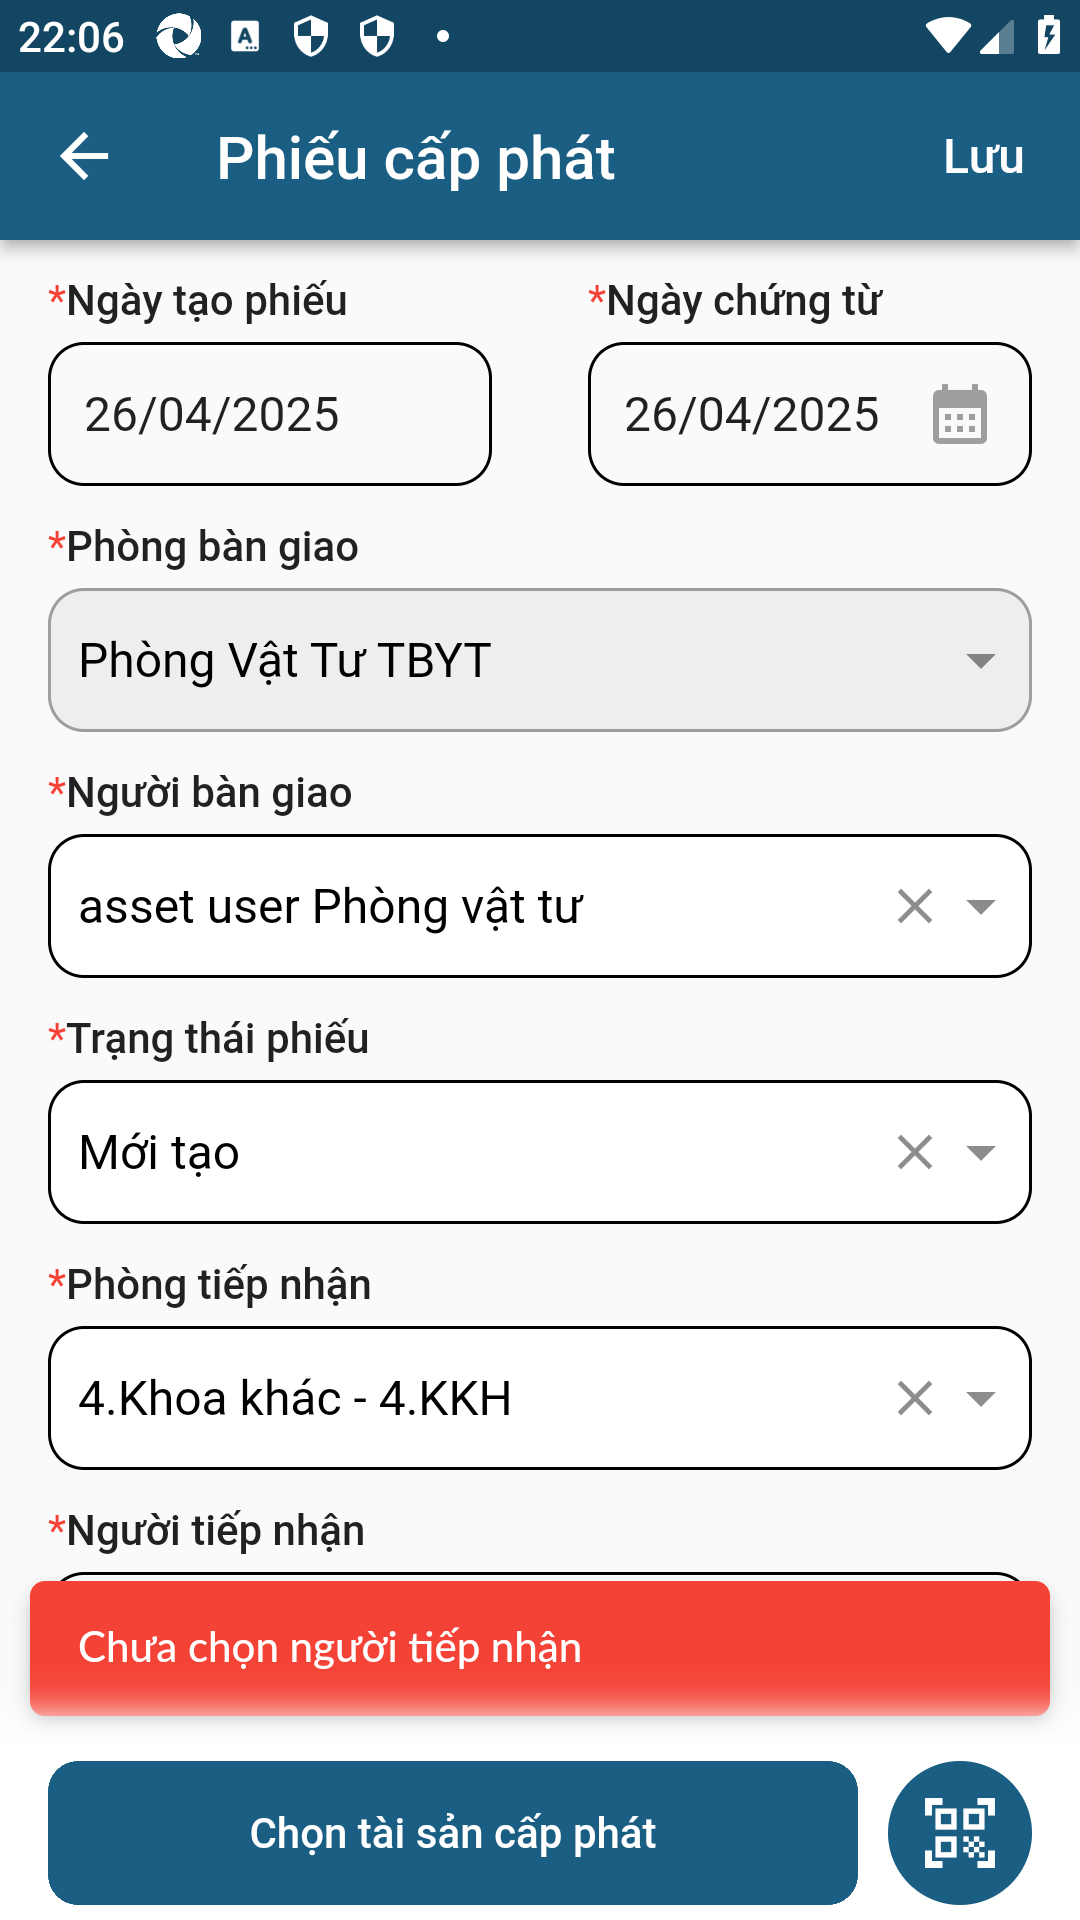 22:06
Phiếu cấp phát
Lưu
*Ngày tạo phiếu
*Ngày chứng từ
26/04/2025
26/04/2025
*Phòng bàn giao
Phòng Vật Tư TBYT
*Người bàn giao
asset user Phòng vật tư
*Trạng thái phiếu
Mới tạo
*Phòng tiếp nhận
4.Khoa khác - 4.KKH
*Người tiếp nhận
Chưa chọn người tiếp nhận
Chọn tài sản cấp phát